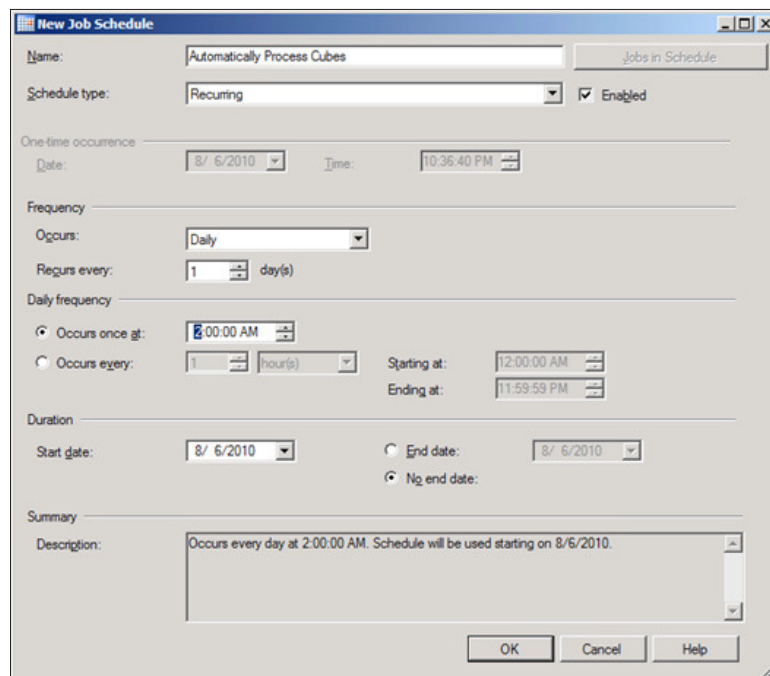 New Job Schedule
Name: Automatically Process Cubes Jobs in Schedule
Schedule type: Recurring Enabled
One-time occurrence
Date: 8/ 6/2010 Time: 10:36:40 PM
Frequency
Occurs: Daily
Recurs every: 1 day(s)
Daily frequency
Occurs once at: 2:00:00 AM
Occurs every: 1 hour(s) Starting at: 12:00:00 AM
Ending at: 11:59:59 PM
Duration
Start date: 8/ 6/2010 End date: 8/ 6/2010
No end date:
Summary
Description: Occurs every day at 2:00:00 AM. Schedule will be used starting on 8/6/2010.
OK Cancel Help